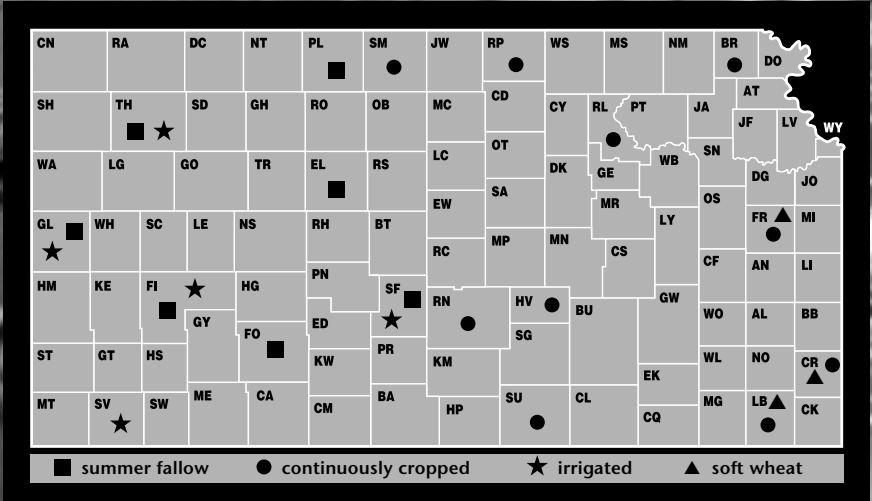 CN RA DC NT PL SM JW RP WS MS NM BR DO
SH TH SD GH RO OB MC CD CY RL PT JA AT
JF LV WY
WA LG GO TR EL RS LC OT DK GE WB SN
SA MR OS DG JO
GL WH SC LE NS RH BT EW LY FR MI
RC MP MN CS
HM KE FI HG PN SF CF AN LI
RN HV BU GW
GY FO ED SG WO AL BB
ST GT HS KW PR KM WL NO CR
EK
MT SV SW ME CA CM BA HP SU CL CQ MG LB CK
summer fallow continuously cropped irrigated soft wheat